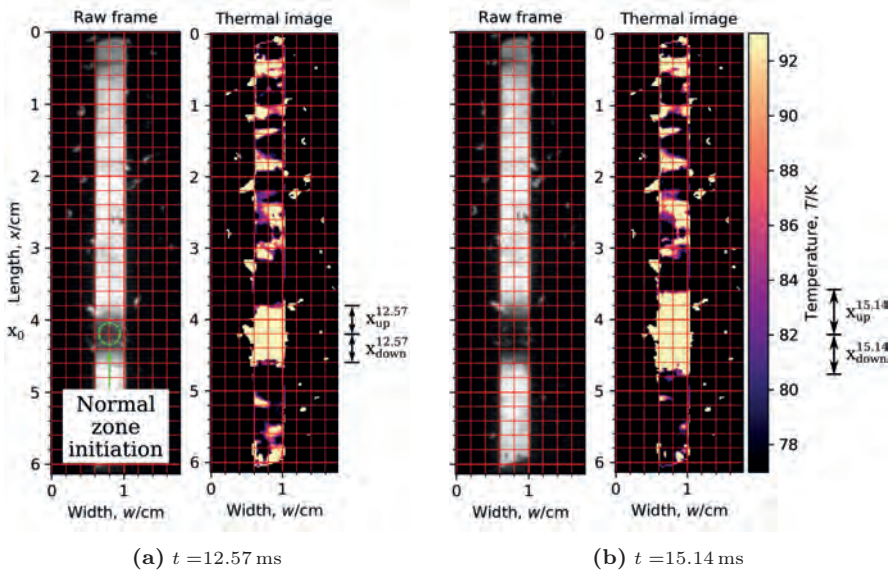 Raw frame
Thermal image
Raw frame
Thermal image
0
1
2
3
4
5
6
Length, x/cm
x₀
0
1
Width, w/cm
Normal
zone
initiation
0
1
2
3
4
5
6
1
Width, w/cm
x_up^12.57
x_down^12.57
0
1
2
3
4
5
6
0
1
Width, w/cm
0
1
2
3
4
5
6
1
Width, w/cm
92
90
88
86
84
82
80
78
Temperature, T/K
x_up^15.14
x_down^15.14
(a) t = 12.57 ms
(b) t = 15.14 ms